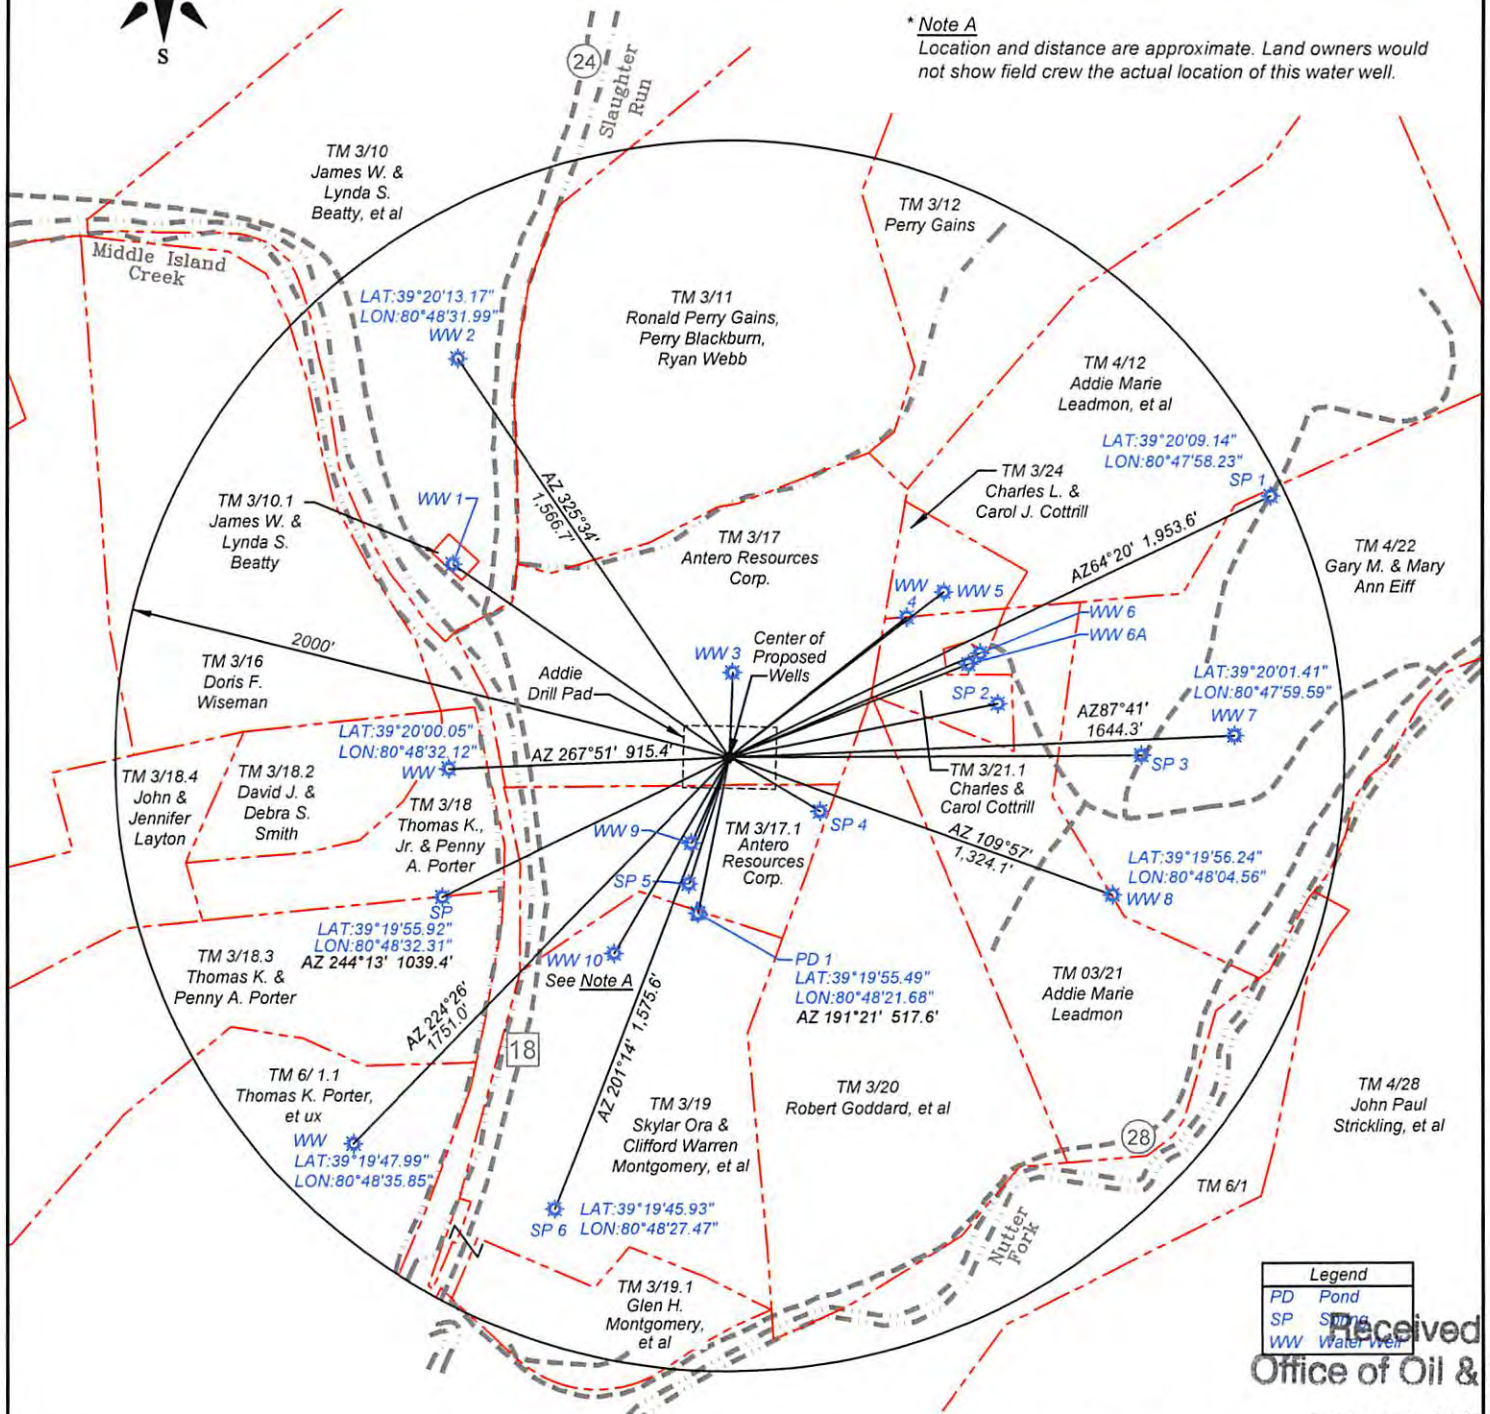 S
* Note A
Location and distance are approximate. Land owners would
not show field crew the actual location of this water well.
24
Slaughter
Run
TM 3/10
James W. &
Lynda S.
Beatty, et al
TM 3/12
Perry Gains
Middle Island
Creek
LAT:39°20'13.17"
LON:80°48'31.99"
WW 2
TM 3/11
Ronald Perry Gains,
Perry Blackburn,
Ryan Webb
TM 4/12
Addie Marie
Leadmon, et al
LAT:39°20'09.14"
LON:80°47'58.23"
SP 1
TM 3/24
Charles L. &
Carol J. Cottrill
AZ 325°34'
1,566.7'
TM 3/10.1
James W. &
Lynda S.
Beatty
WW 1
TM 3/17
Antero Resources
Corp.
AZ64°20' 1,953.6'
TM 4/22
Gary M. & Mary
Ann Eiff
WW
4
WW 5
WW 6
WW 6A
2000'
TM 3/16
Doris F.
Wiseman
Addie
Drill Pad
WW 3
Center of
Proposed
Wells
SP 2
LAT:39°20'01.41"
LON:80°47'59.59"
WW 7
AZ87°41'
1644.3'
LAT:39°20'00.05"
LON:80°48'32.12"
WW
AZ 267°51' 915.4'
SP 3
TM 3/18.4
John &
Jennifer
Layton
TM 3/18.2
David J. &
Debra S.
Smith
TM 3/18
Thomas K.,
Jr. & Penny
A. Porter
TM 3/21.1
Charles &
Carol Cottrill
WW 9
TM 3/17.1
Antero
Resources
Corp.
SP 4
AZ 109°57'
1,324.1'
LAT:39°19'56.24"
LON:80°48'04.56"
WW 8
SP 5
SP
LAT:39°19'55.92"
LON:80°48'32.31"
AZ 244°13' 1039.4'
TM 3/18.3
Thomas K. &
Penny A. Porter
WW 10
See Note A
PD 1
LAT:39°19'55.49"
LON:80°48'21.68"
AZ 191°21' 517.6'
TM 03/21
Addie Marie
Leadmon
AZ 224°26'
1751.0'
AZ 201°14' 1,575.6'
18
TM 6/ 1.1
Thomas K. Porter,
et ux
WW
LAT:39°19'47.99"
LON:80°48'35.85"
TM 3/19
Skylar Ora &
Clifford Warren
Montgomery, et al
TM 3/20
Robert Goddard, et al
TM 4/28
John Paul
Strickling, et al
28
TM 6/1
SP 6
LAT:39°19'45.93"
LON:80°48'27.47"
Nutter
Fork
TM 3/19.1
Glen H.
Montgomery,
et al
Legend
PD Pond
SP Spring
WW Water Well
Received
Office of Oil &